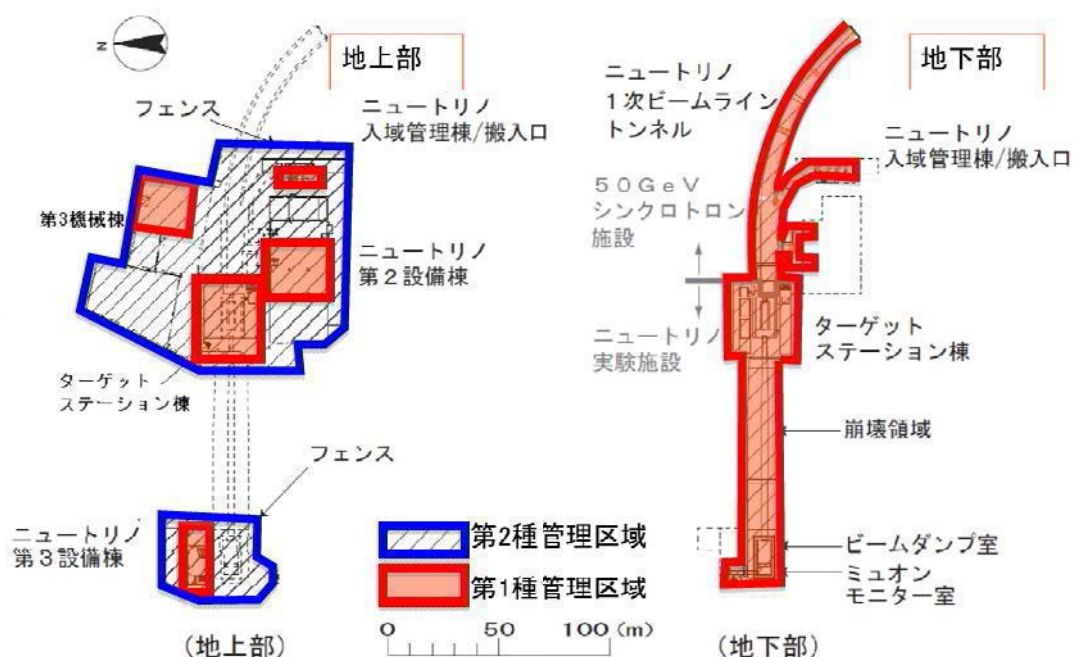 N
地上部
フェンス
ニュートリノ
入域管理棟/搬入口
第3機械棟
ニュートリノ
第2設備棟
ターゲット
ステーション棟
フェンス
ニュートリノ
第3設備棟
(地上部)
地下部
ニュートリノ
1次ビームライン
トンネル
ニュートリノ
入域管理棟/搬入口
50GeV
シンクロトロン
施設
ニュートリノ
実験施設
ターゲット
ステーション棟
崩壊領域
ビームダンプ室
ミュオン
モニター室
第2種管理区域
第1種管理区域
0 50 100 (m)
(地下部)